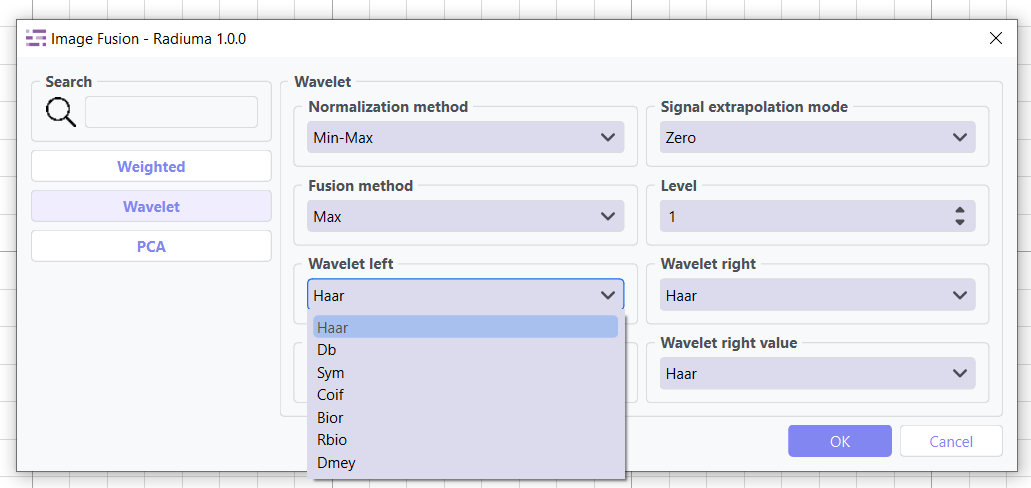 Image Fusion - Radiuma 1.0.0
Search
Weighted
Wavelet
PCA
Wavelet
Normalization method
Min-Max
Signal extrapolation mode
Zero
Fusion method
Max
Level
1
Wavelet left
Haar
Haar
Db
Sym
Coif
Bior
Rbio
Dmey
Wavelet right
Haar
Wavelet right value
Haar
OK
Cancel